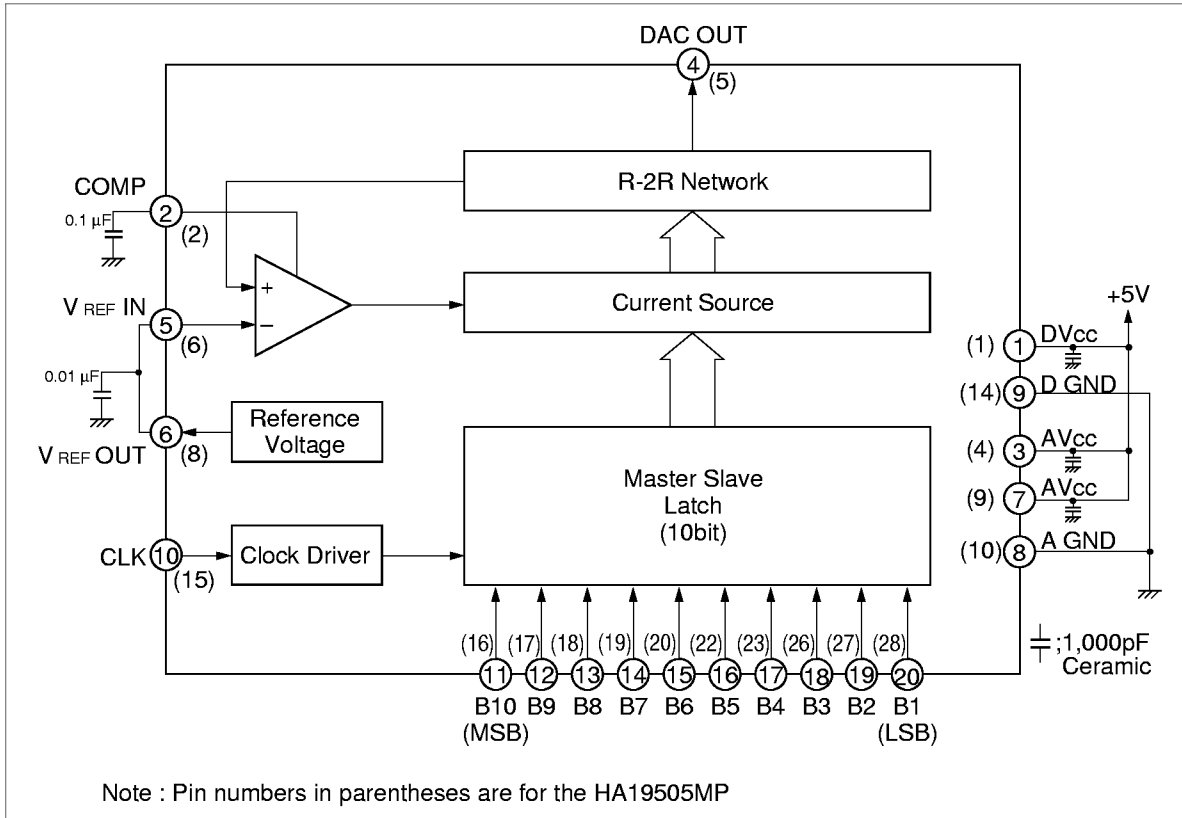 DAC OUT
4
(5)
R-2R Network
COMP
0.1 µF
2
(2)
+
−
V REF IN
5
(6)
Current Source
0.01 µF
6
(8)
V REF OUT
Reference
Voltage
CLK
10
(15)
Clock Driver
Master Slave
Latch
(10bit)
+5V
(1) 1 DVcc
(14) 9 D GND
(4) 3 AVcc
(9) 7 AVcc
(10) 8 A GND
;1,000pF
Ceramic
(16) (17) (18) (19) (20) (22) (23) (26) (27) (28)
11 12 13 14 15 16 17 18 19 20
B10 B9 B8 B7 B6 B5 B4 B3 B2 B1
(MSB) (LSB)
Note : Pin numbers in parentheses are for the HA19505MP